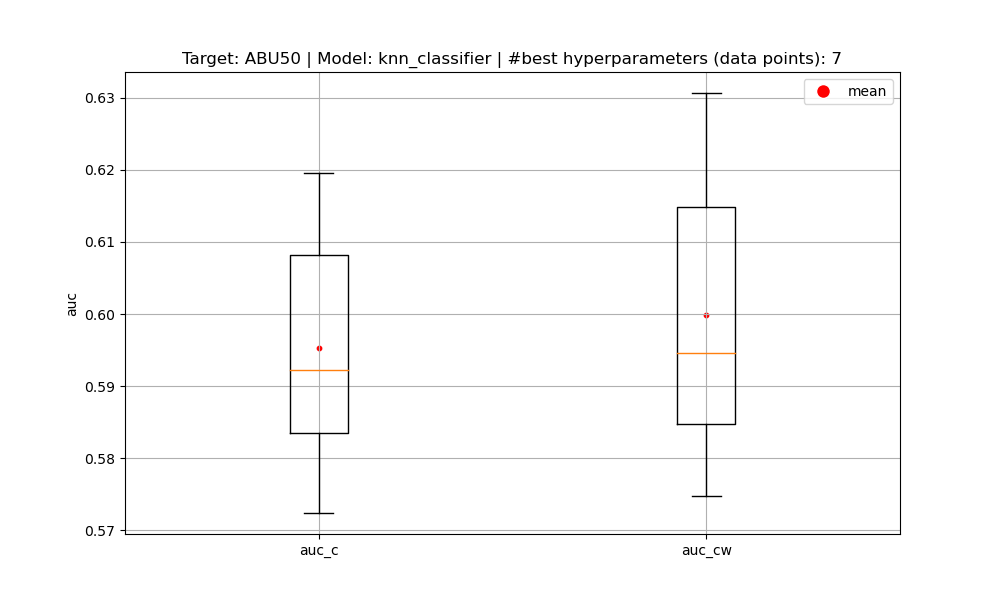 Target: ABU50 | Model: knn_classifier | #best hyperparameters (data points): 7
mean
0.63
0.62
0.61
0.60
0.59
0.58
0.57
auc
auc_c
auc_cw